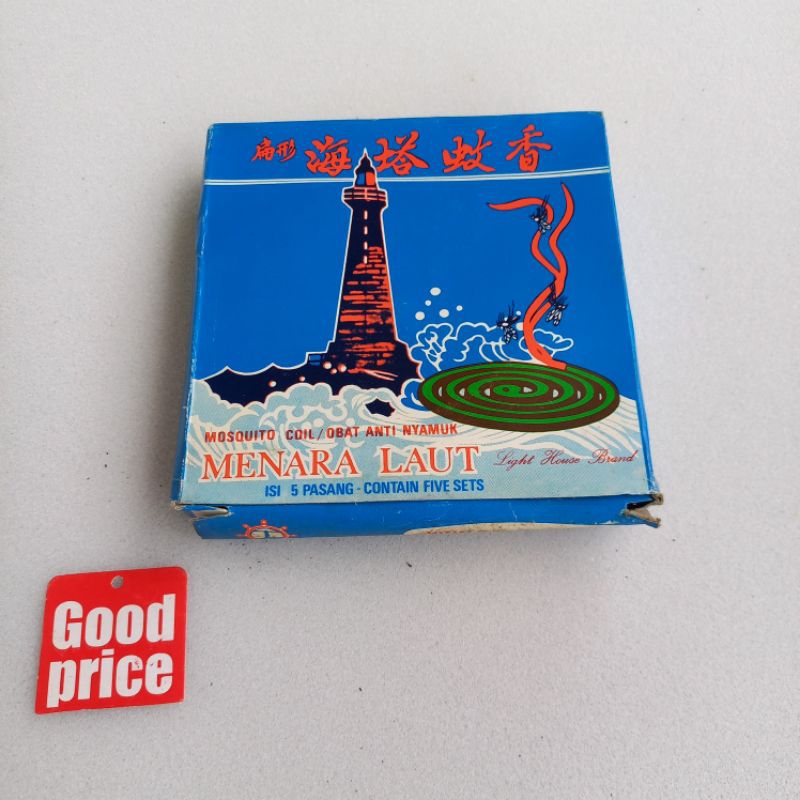 扁形 海塔蚊香
MOSQUITO COIL/OBAT ANTI NYAMUK
MENARA LAUT Light House Brand
ISI 5 PASANG - CONTAIN FIVE SETS
Good
price